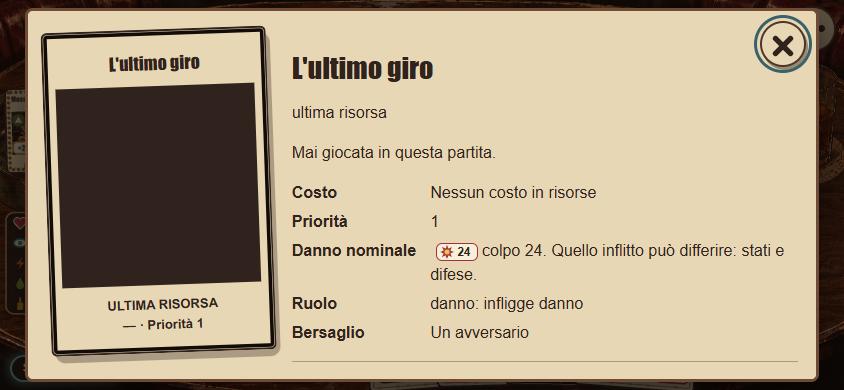 L'ultimo giro
ULTIMA RISORSA
— · Priorità 1
L'ultimo giro
ultima risorsa
Mai giocata in questa partita.
Costo Nessun costo in risorse
Priorità 1
Danno nominale 24 colpo 24. Quello inflitto può differire: stati e
difese.
Ruolo danno: infligge danno
Bersaglio Un avversario